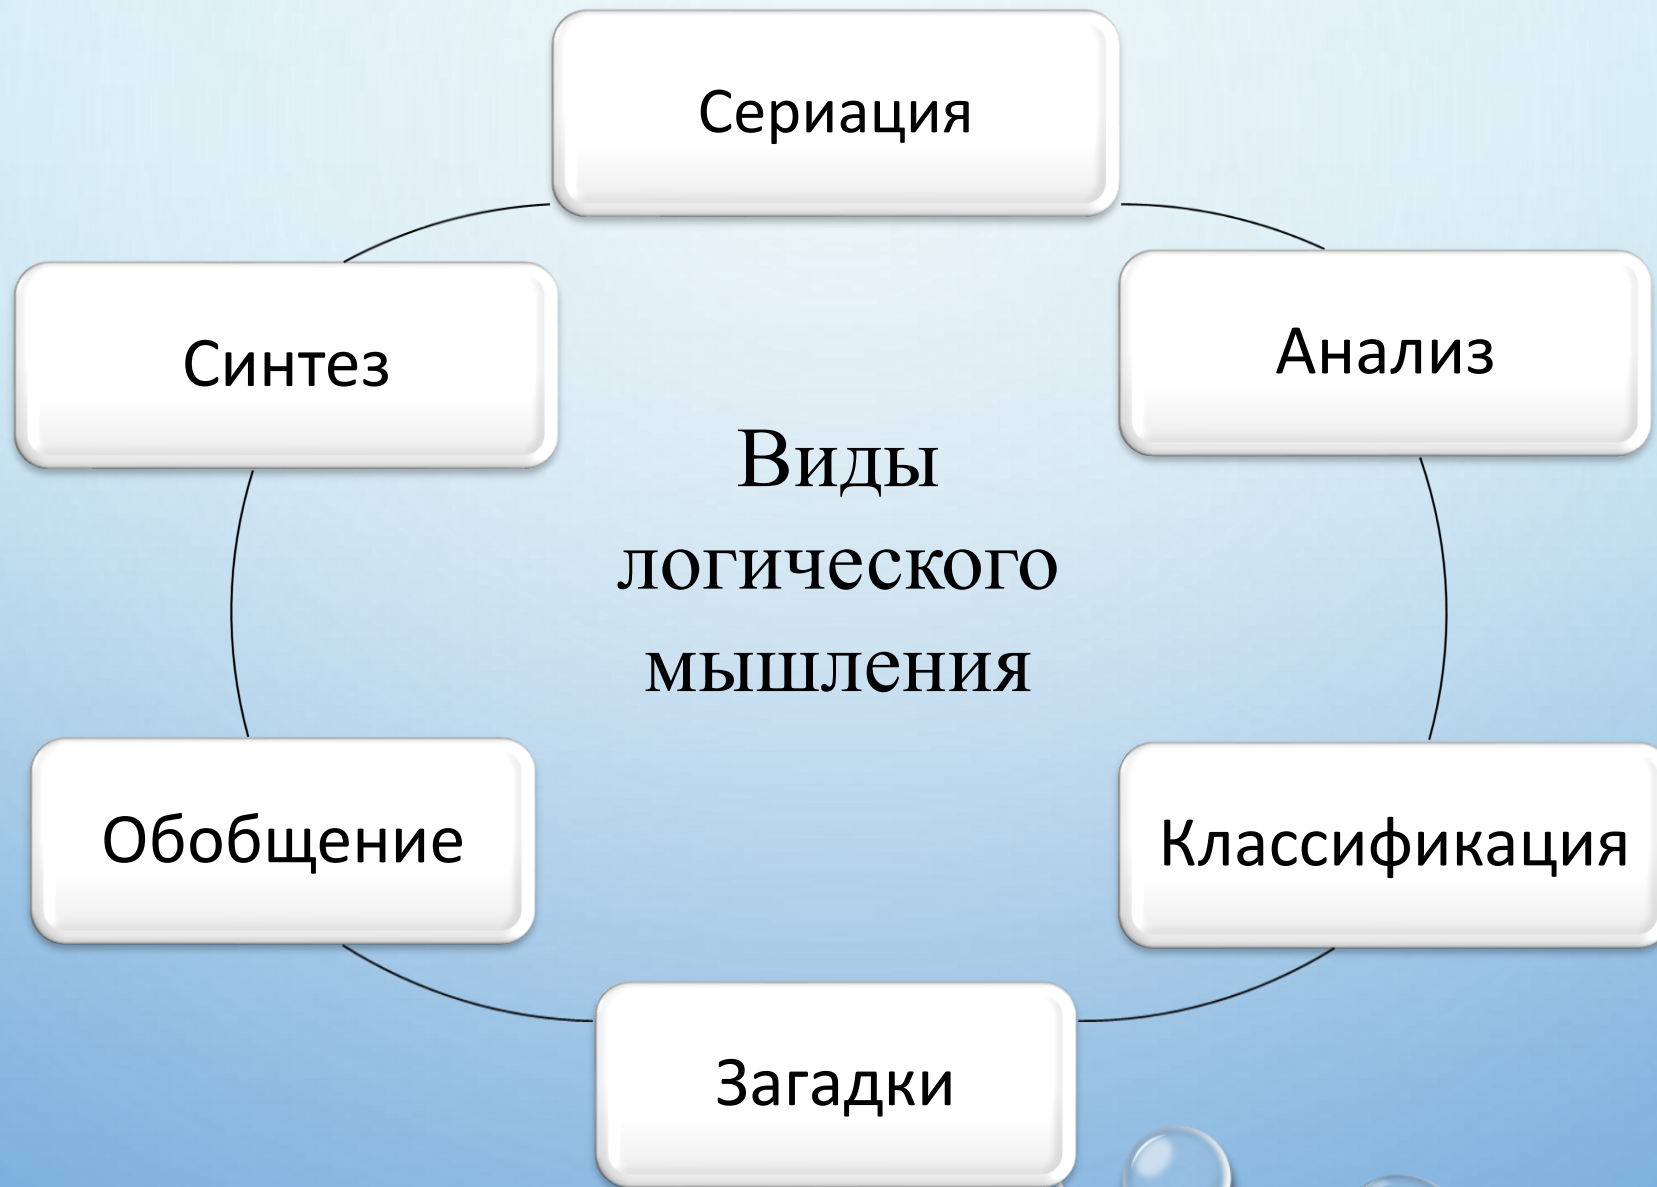 Сериация
Анализ
Синтез
Виды
логического
мышления
Обобщение
Классификация
Загадки